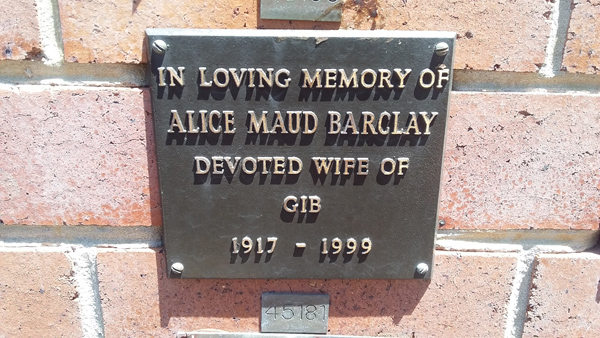 IN LOVING MEMORY OF
ALICE MAUD BARCLAY
DEVOTED WIFE OF
GIB
1917 - 1999
45181